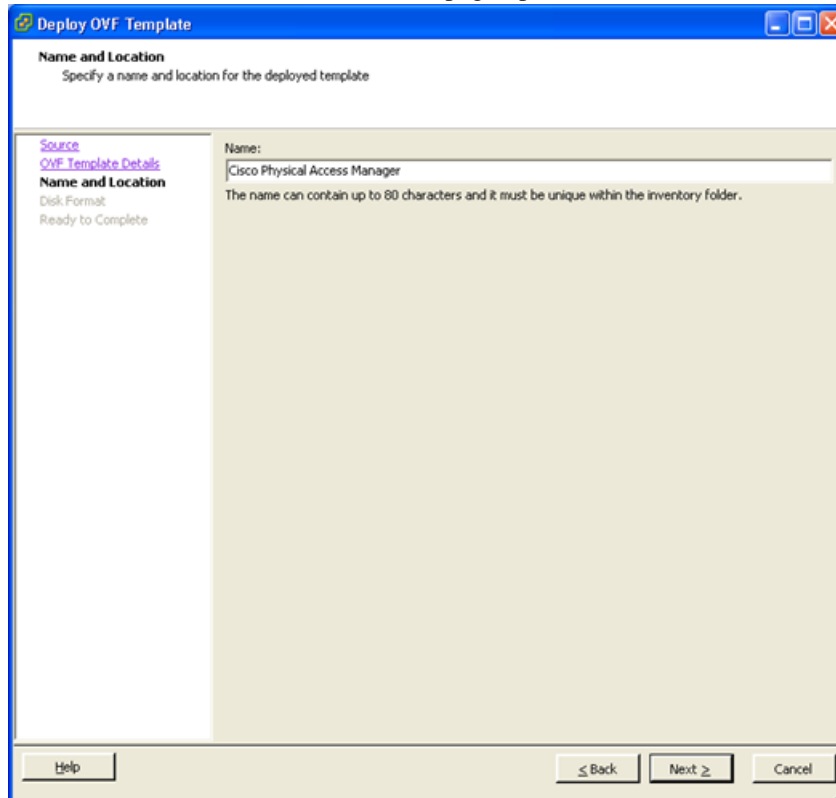 Deploy OVF Template
Name and Location
Specify a name and location for the deployed template
Source
OVF Template Details
Name and Location
Disk Format
Ready to Complete
Name:
Cisco Physical Access Manager
The name can contain up to 80 characters and it must be unique within the inventory folder.
Help
≤ Back
Next ≥
Cancel